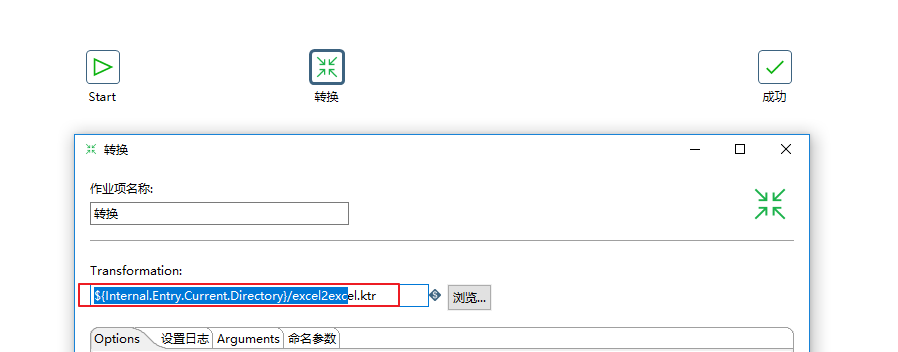 Start
转换
成功
转换
作业项名称:
转换
Transformation:
${Internal.Entry.Current.Directory}/excel2excel.ktr
浏览...
Options
设置日志
Arguments
命名参数